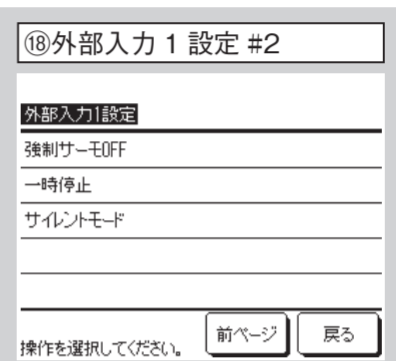 ⑱外部入力 1 設定 #2
外部入力1設定
強制サーモOFF
一時停止
サイレントモード
操作を選択してください。
前ページ
戻る